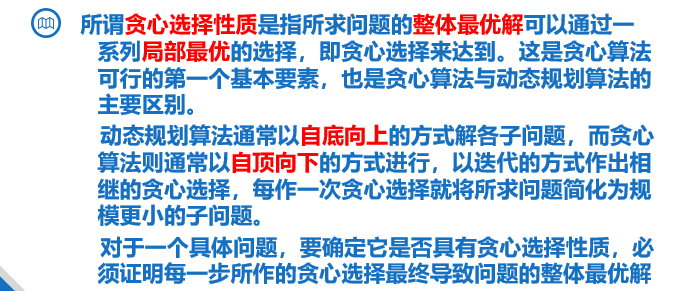 所谓贪心选择性质是指所求问题的整体最优解可以通过一
系列局部最优的选择，即贪心选择来达到。这是贪心算法
可行的第一个基本要素，也是贪心算法与动态规划算法的
主要区别。
动态规划算法通常以自底向上的方式解各子问题，而贪心
算法则通常以自顶向下的方式进行，以迭代的方式作出相
继的贪心选择，每作一次贪心选择就将所求问题简化为规
模更小的子问题。
对于一个具体问题，要确定它是否具有贪心选择性质，必
须证明每一步所作的贪心选择最终导致问题的整体最优解